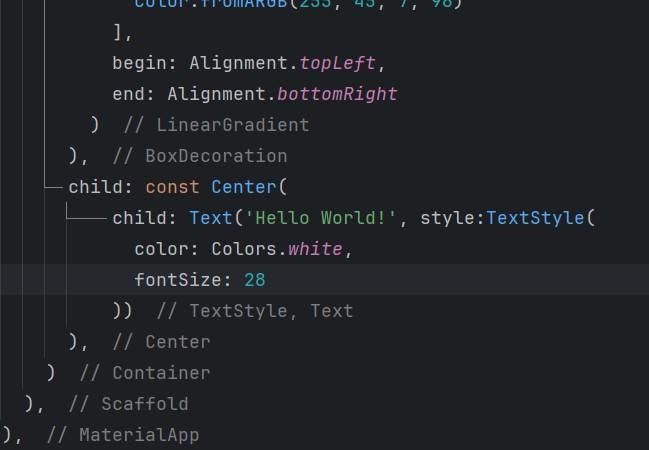 color.fromARGB(255, 43, 7, 98)
],
begin: Alignment.topLeft,
end: Alignment.bottomRight
) // LinearGradient
), // BoxDecoration
child: const Center(
child: Text('Hello World!', style:TextStyle(
color: Colors.white,
fontSize: 28
)) // TextStyle, Text
), // Center
) // Container
), // Scaffold
), // MaterialApp